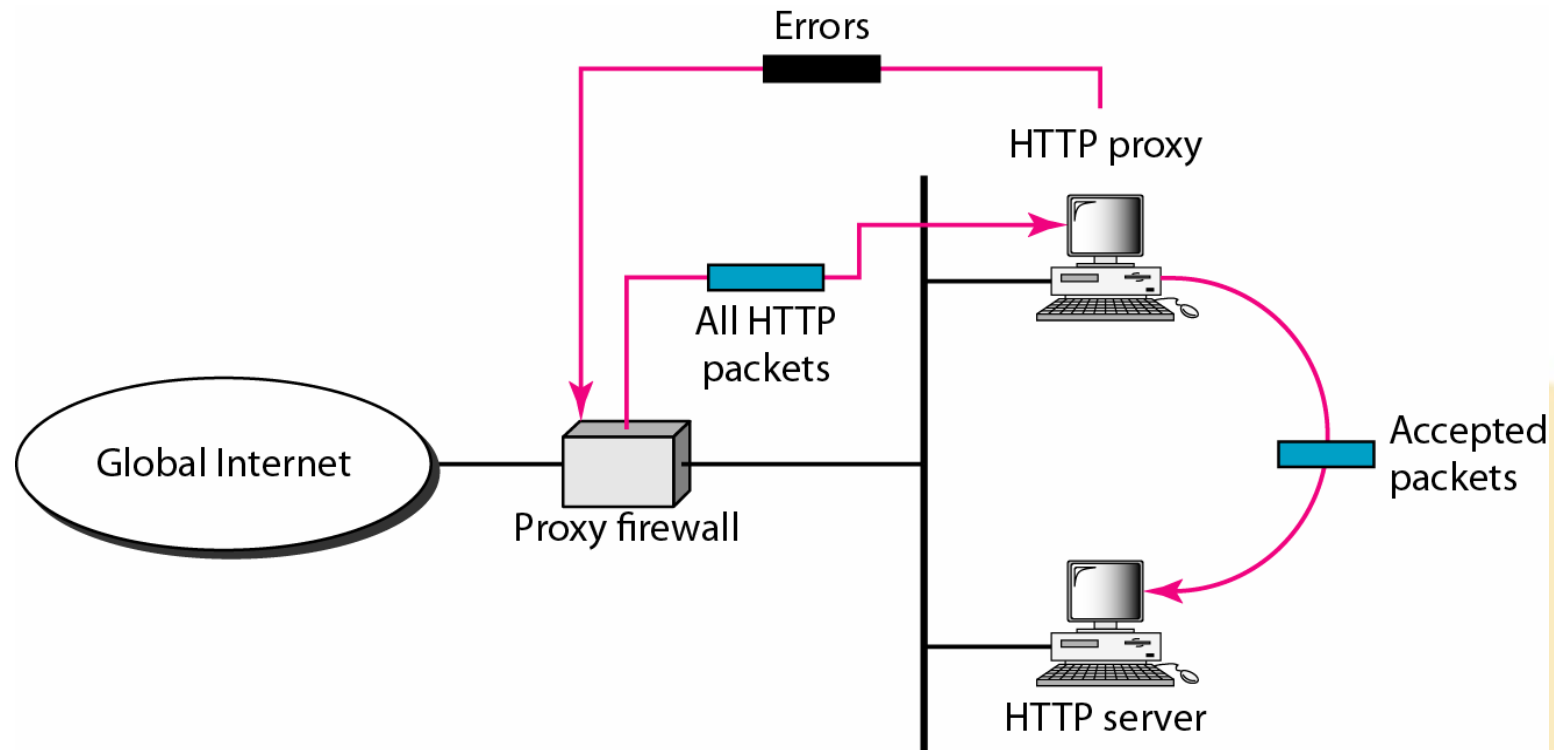 Errors
HTTP proxy
All HTTP
packets
Global Internet
Proxy firewall
Accepted
packets
HTTP server